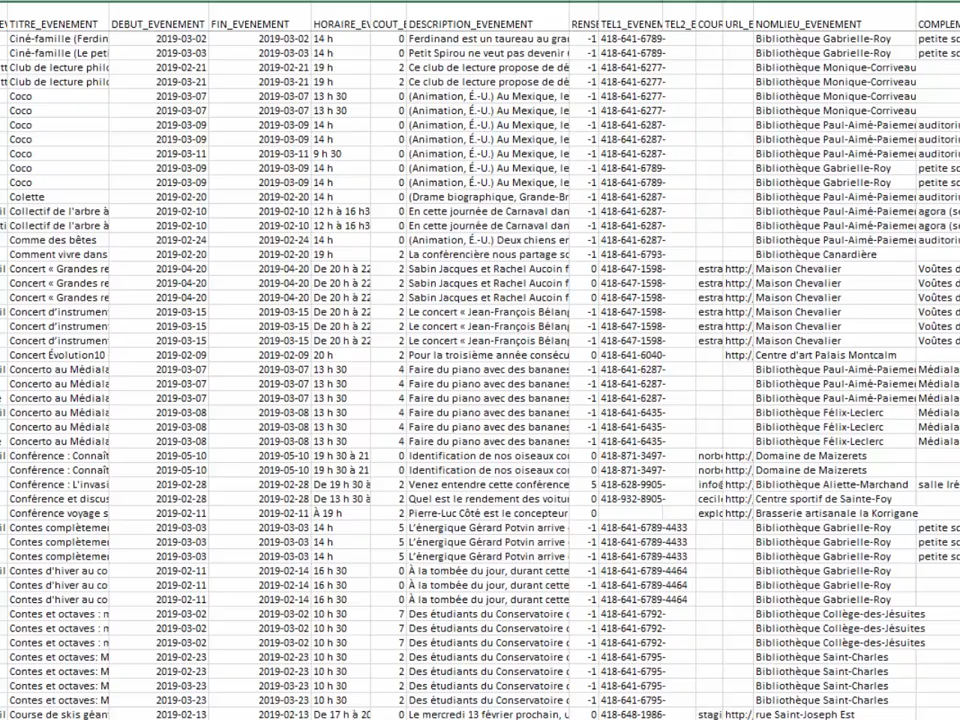 TITRE_EVENEMENT DEBUT_EVENEMENT FIN_EVENEMENT HORAIRE_EV COUT_E DESCRIPTION_EVENEMENT RENSE TEL1_EVENEM TEL2_E COUR URL_E NOMLIEU_EVENEMENT COMPLEM
Ciné-famille (Ferdin 2019-03-02 2019-03-02 14 h 0 Ferdinand est un taureau au gra -1 418-641-6789- Bibliothèque Gabrielle-Roy petite so
Ciné-famille (Le peti 2019-03-03 2019-03-03 14 h 0 Petit Spirou ne veut pas devenir -1 418-641-6789- Bibliothèque Gabrielle-Roy petite so
Club de lecture philo 2019-02-21 2019-02-21 19 h 2 Ce club de lecture propose de dé -1 418-641-6277- Bibliothèque Monique-Corriveau
Club de lecture philo 2019-03-21 2019-03-21 19 h 2 Ce club de lecture propose de dé -1 418-641-6277- Bibliothèque Monique-Corriveau
Coco 2019-03-07 2019-03-07 13 h 30 0 (Animation, É.-U.) Au Mexique, le -1 418-641-6277- Bibliothèque Monique-Corriveau
Coco 2019-03-07 2019-03-07 13 h 30 0 (Animation, É.-U.) Au Mexique, le -1 418-641-6277- Bibliothèque Monique-Corriveau
Coco 2019-03-09 2019-03-09 14 h 0 (Animation, É.-U.) Au Mexique, le -1 418-641-6287- Bibliothèque Paul-Aimé-Paieme auditoriu
Coco 2019-03-09 2019-03-09 14 h 0 (Animation, É.-U.) Au Mexique, le -1 418-641-6287- Bibliothèque Paul-Aimé-Paieme auditoriu
Coco 2019-03-11 2019-03-11 9 h 30 0 (Animation, É.-U.) Au Mexique, le -1 418-641-6287- Bibliothèque Paul-Aimé-Paieme auditoriu
Coco 2019-03-09 2019-03-09 14 h 0 (Animation, É.-U.) Au Mexique, le -1 418-641-6789- Bibliothèque Gabrielle-Roy petite so
Coco 2019-03-09 2019-03-09 14 h 0 (Animation, É.-U.) Au Mexique, le -1 418-641-6789- Bibliothèque Gabrielle-Roy petite so
Colette 2019-02-20 2019-02-20 14 h 0 (Drame biographique, Grande-Br -1 418-641-6287- Bibliothèque Paul-Aimé-Paieme auditoriu
Collectif de l'arbre à 2019-02-10 2019-02-10 12 h à 16 h3 0 En cette journée de Carnaval dan -1 418-641-6287- Bibliothèque Paul-Aimé-Paieme agora (se
Collectif de l'arbre à 2019-02-10 2019-02-10 12 h à 16 h3 0 En cette journée de Carnaval dan -1 418-641-6287- Bibliothèque Paul-Aimé-Paieme agora (se
Comme des bêtes 2019-02-24 2019-02-24 14 h 0 (Animation, É.-U.) Deux chiens er -1 418-641-6287- Bibliothèque Paul-Aimé-Paieme auditoriu
Comment vivre dans 2019-02-20 2019-02-20 19 h 2 La conférencière nous partage so -1 418-641-6793- Bibliothèque Canardière
Concert « Grandes re 2019-04-20 2019-04-20 De 20 h à 22 2 Sabin Jacques et Rachel Aucoin f 0 418-647-1598- estra http:/ Maison Chevalier Voûtes d
Concert « Grandes re 2019-04-20 2019-04-20 De 20 h à 22 2 Sabin Jacques et Rachel Aucoin f 0 418-647-1598- estra http:/ Maison Chevalier Voûtes d
Concert « Grandes re 2019-04-20 2019-04-20 De 20 h à 22 2 Sabin Jacques et Rachel Aucoin f 0 418-647-1598- estra http:/ Maison Chevalier Voûtes d
Concert d'instrumen 2019-03-15 2019-03-15 De 20 h à 22 2 Le concert « Jean-François Bélang 0 418-647-1598- estra http:/ Maison Chevalier Voûtes d
Concert d'instrumen 2019-03-15 2019-03-15 De 20 h à 22 2 Le concert « Jean-François Bélang 0 418-647-1598- estra http:/ Maison Chevalier Voûtes d
Concert d'instrumen 2019-03-15 2019-03-15 De 20 h à 22 2 Le concert « Jean-François Bélang 0 418-647-1598- estra http:/ Maison Chevalier Voûtes d
Concert Évolution10 2019-02-09 2019-02-09 20 h 2 Pour la troisième année consécu 0 418-641-6040- http:/ Centre d'art Palais Montcalm
Concerto au Médiala 2019-03-07 2019-03-07 13 h 30 4 Faire du piano avec des bananes -1 418-641-6287- Bibliothèque Paul-Aimé-Paieme Médiala
Concerto au Médiala 2019-03-07 2019-03-07 13 h 30 4 Faire du piano avec des bananes -1 418-641-6287- Bibliothèque Paul-Aimé-Paieme Médiala
Concerto au Médiala 2019-03-07 2019-03-07 13 h 30 4 Faire du piano avec des bananes -1 418-641-6287- Bibliothèque Paul-Aimé-Paieme Médiala
Concerto au Médiala 2019-03-08 2019-03-08 13 h 30 4 Faire du piano avec des bananes -1 418-641-6435- Bibliothèque Félix-Leclerc Médiala
Concerto au Médiala 2019-03-08 2019-03-08 13 h 30 4 Faire du piano avec des bananes -1 418-641-6435- Bibliothèque Félix-Leclerc Médiala
Concerto au Médiala 2019-03-08 2019-03-08 13 h 30 4 Faire du piano avec des bananes -1 418-641-6435- Bibliothèque Félix-Leclerc Médiala
Conférence : Connaît 2019-05-10 2019-05-10 19 h 30 à 21 0 Identification de nos oiseaux co 0 418-871-3497- norb http:/ Domaine de Maizerets
Conférence : Connaît 2019-05-10 2019-05-10 19 h 30 à 21 0 Identification de nos oiseaux co 0 418-871-3497- norb http:/ Domaine de Maizerets
Conférence : L'invasi 2019-02-28 2019-02-28 De 19 h 30 à 2 Venez entendre cette conférence 5 418-628-9905- info@ http:/ Bibliothèque Aliette-Marchand salle Iré
Conférence et discus 2019-02-28 2019-02-28 De 13 h 30 à 2 Quel est le rendement des voitur 0 418-932-8905- cecil http:/ Centre sportif de Sainte-Foy
Conférence voyage s 2019-02-11 2019-02-11 À 19 h 2 Pierre-Luc Côté est le concepteur 0 explo http:/ Brasserie artisanale la Korrigane
Contes complèteme 2019-03-03 2019-03-03 14 h 5 L'énergique Gérard Potvin arrive -1 418-641-6789-4433 Bibliothèque Gabrielle-Roy petite so
Contes complèteme 2019-03-03 2019-03-03 14 h 5 L'énergique Gérard Potvin arrive -1 418-641-6789-4433 Bibliothèque Gabrielle-Roy petite so
Contes complèteme 2019-03-03 2019-03-03 14 h 5 L'énergique Gérard Potvin arrive -1 418-641-6789-4433 Bibliothèque Gabrielle-Roy petite so
Contes d'hiver au co 2019-02-11 2019-02-14 16 h 30 0 À la tombée du jour, durant cette -1 418-641-6789-4464 Bibliothèque Gabrielle-Roy
Contes d'hiver au co 2019-02-11 2019-02-14 16 h 30 0 À la tombée du jour, durant cette -1 418-641-6789-4464 Bibliothèque Gabrielle-Roy
Contes d'hiver au co 2019-02-11 2019-02-14 16 h 30 0 À la tombée du jour, durant cette -1 418-641-6789-4464 Bibliothèque Gabrielle-Roy
Contes et octaves : m 2019-03-02 2019-03-02 10 h 30 7 Des étudiants du Conservatoire d -1 418-641-6792- Bibliothèque Collège-des-Jésuites
Contes et octaves : m 2019-03-02 2019-03-02 10 h 30 7 Des étudiants du Conservatoire d -1 418-641-6792- Bibliothèque Collège-des-Jésuites
Contes et octaves : m 2019-03-02 2019-03-02 10 h 30 7 Des étudiants du Conservatoire d -1 418-641-6792- Bibliothèque Collège-des-Jésuites
Contes et octaves: M 2019-02-23 2019-02-23 10 h 30 2 Des étudiants du Conservatoire d -1 418-641-6795- Bibliothèque Saint-Charles
Contes et octaves: M 2019-02-23 2019-02-23 10 h 30 2 Des étudiants du Conservatoire d -1 418-641-6795- Bibliothèque Saint-Charles
Contes et octaves: M 2019-03-23 2019-03-23 10 h 30 2 Des étudiants du Conservatoire d -1 418-641-6795- Bibliothèque Saint-Charles
Contes et octaves: M 2019-03-23 2019-03-23 10 h 30 2 Des étudiants du Conservatoire d -1 418-641-6795- Bibliothèque Saint-Charles
Course de skis géan 2019-02-13 2019-02-13 De 17 h à 20 0 Le mercredi 13 février prochain, u 0 418-648-1986- stagi http:/ rue Saint-Joseph Est